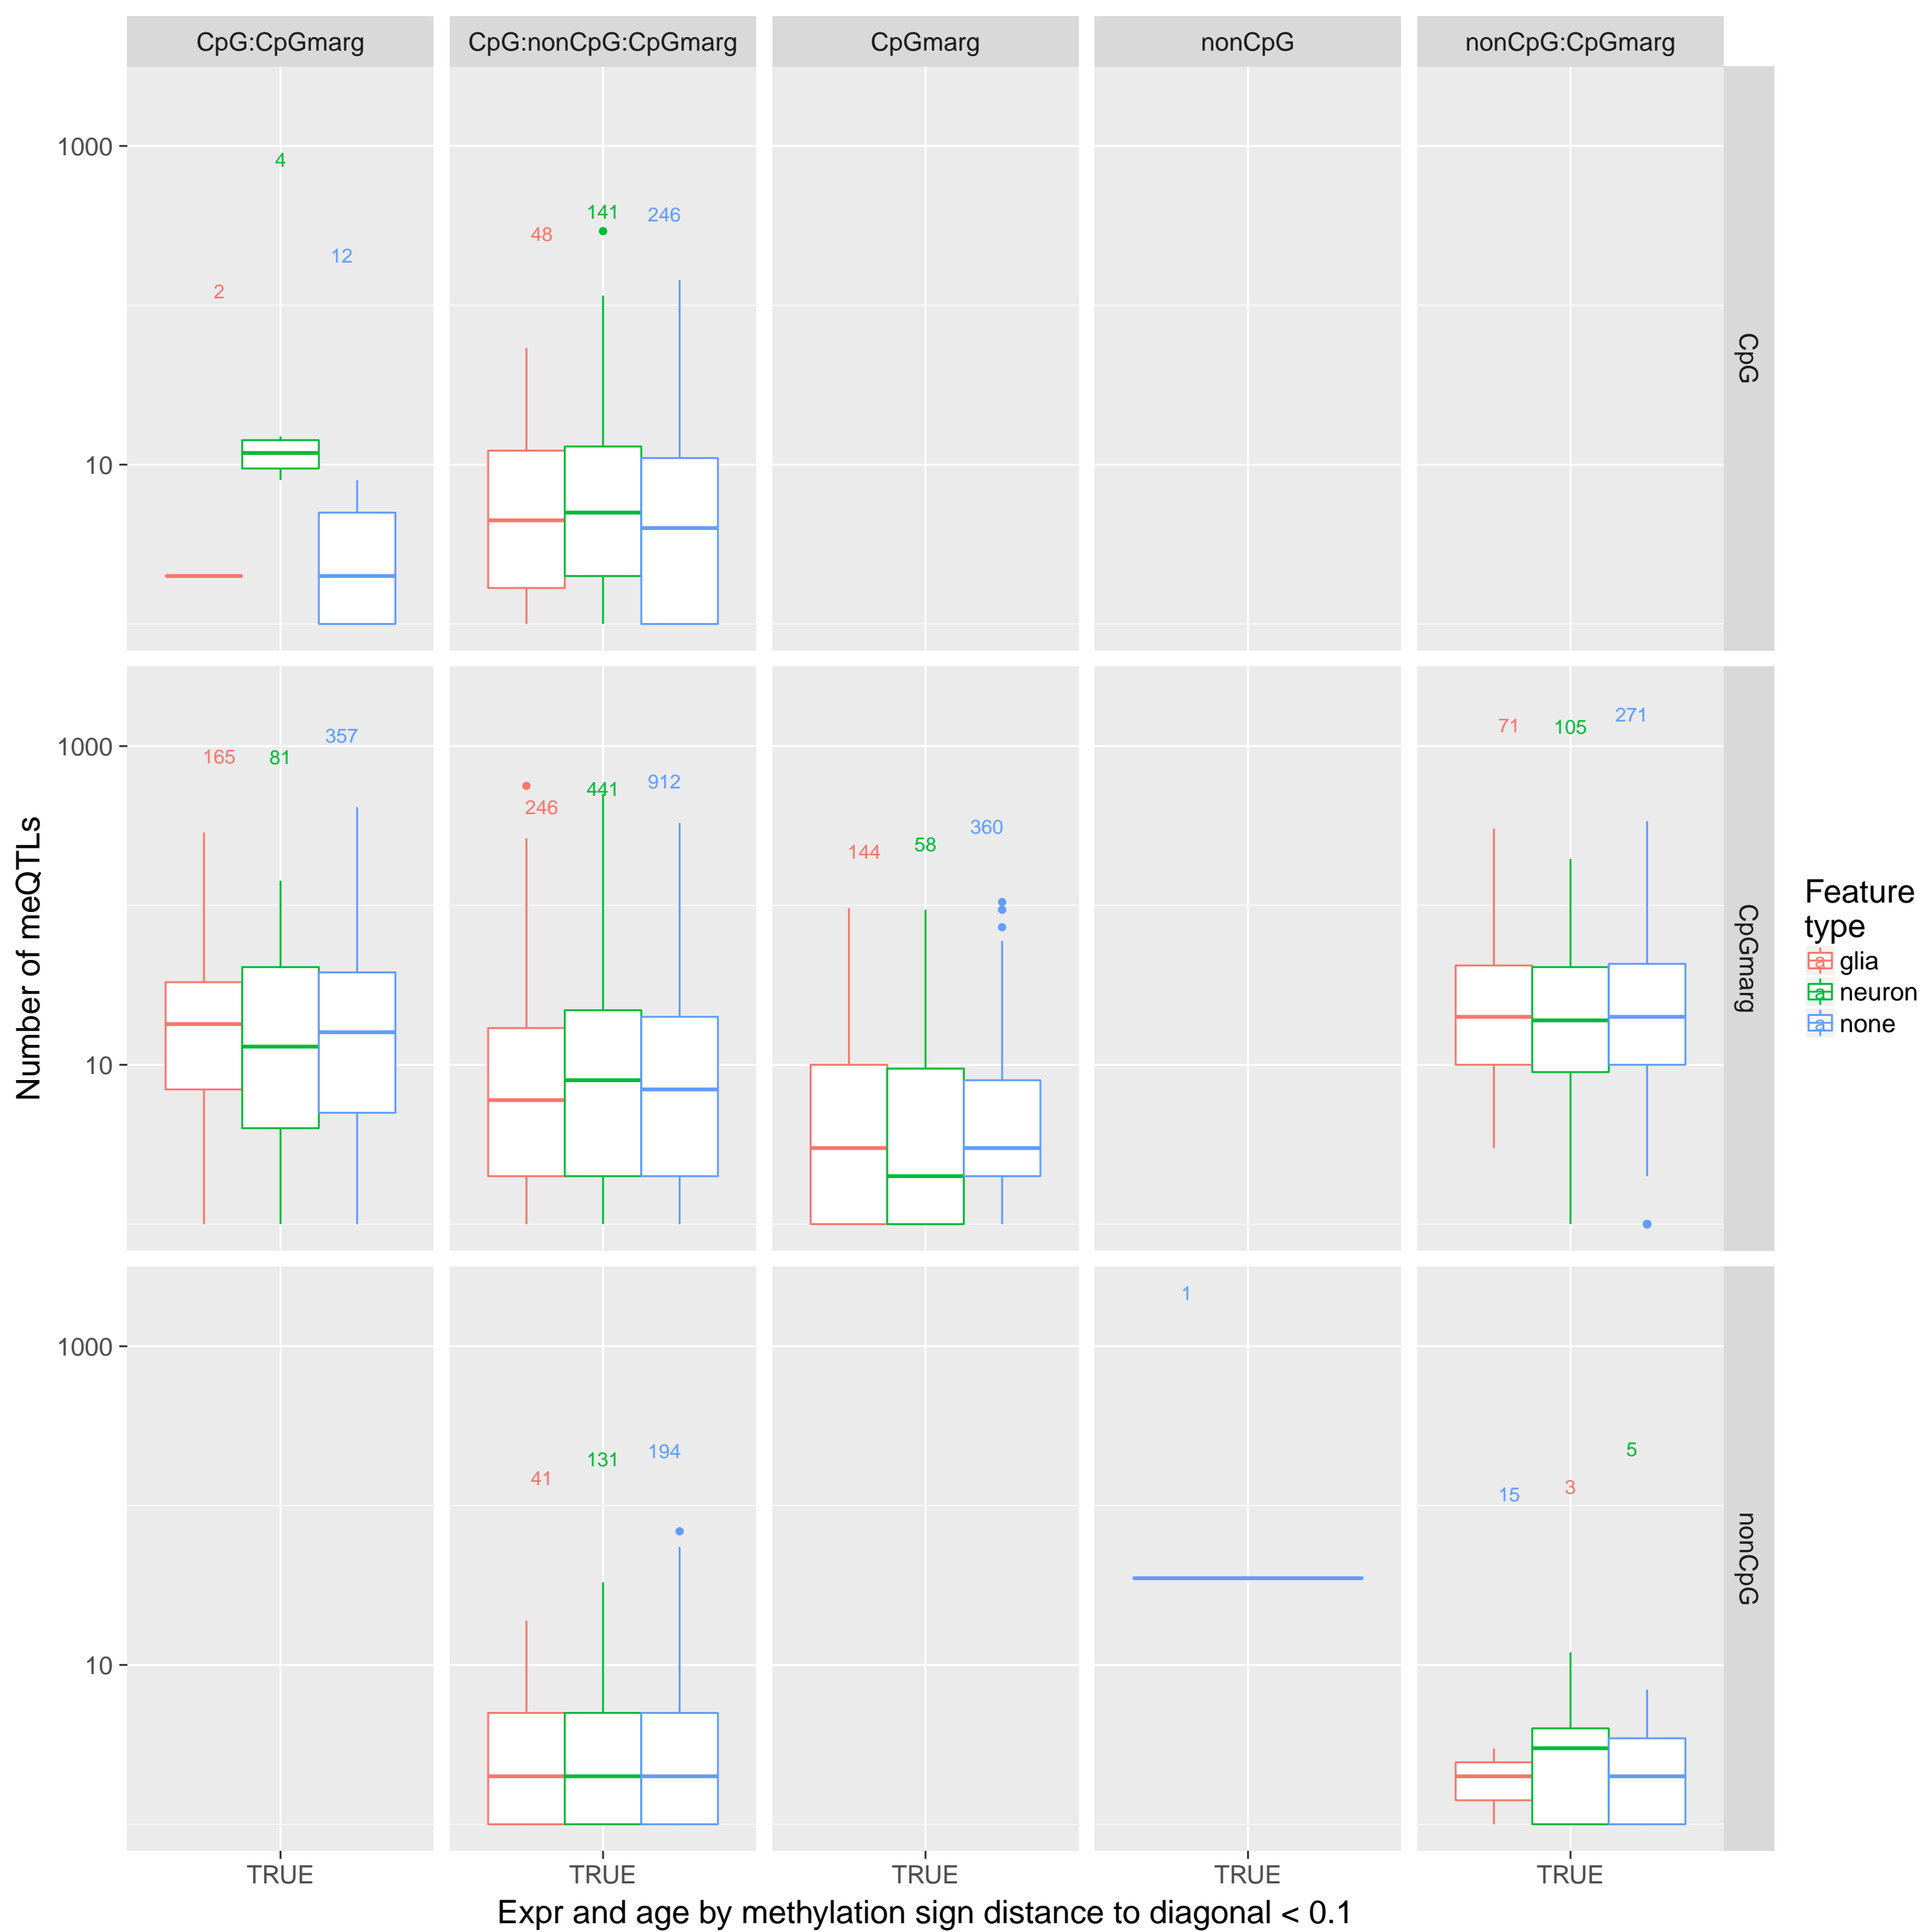 CpG:CpGmarg
CpG:nonCpG:CpGmarg
CpGmarg
nonCpG
nonCpG:CpGmarg
1000
10
4
2
12
48
141
246
CpG
1000
10
165
81
357
246
441
912
144
58
360
71
105
271
CpGmarg
1000
10
41
131
194
1
15
3
5
nonCpG
TRUE
TRUE
TRUE
TRUE
TRUE
Expr and age by methylation sign distance to diagonal < 0.1
Number of meQTLs
Feature
type
a glia
a neuron
a none